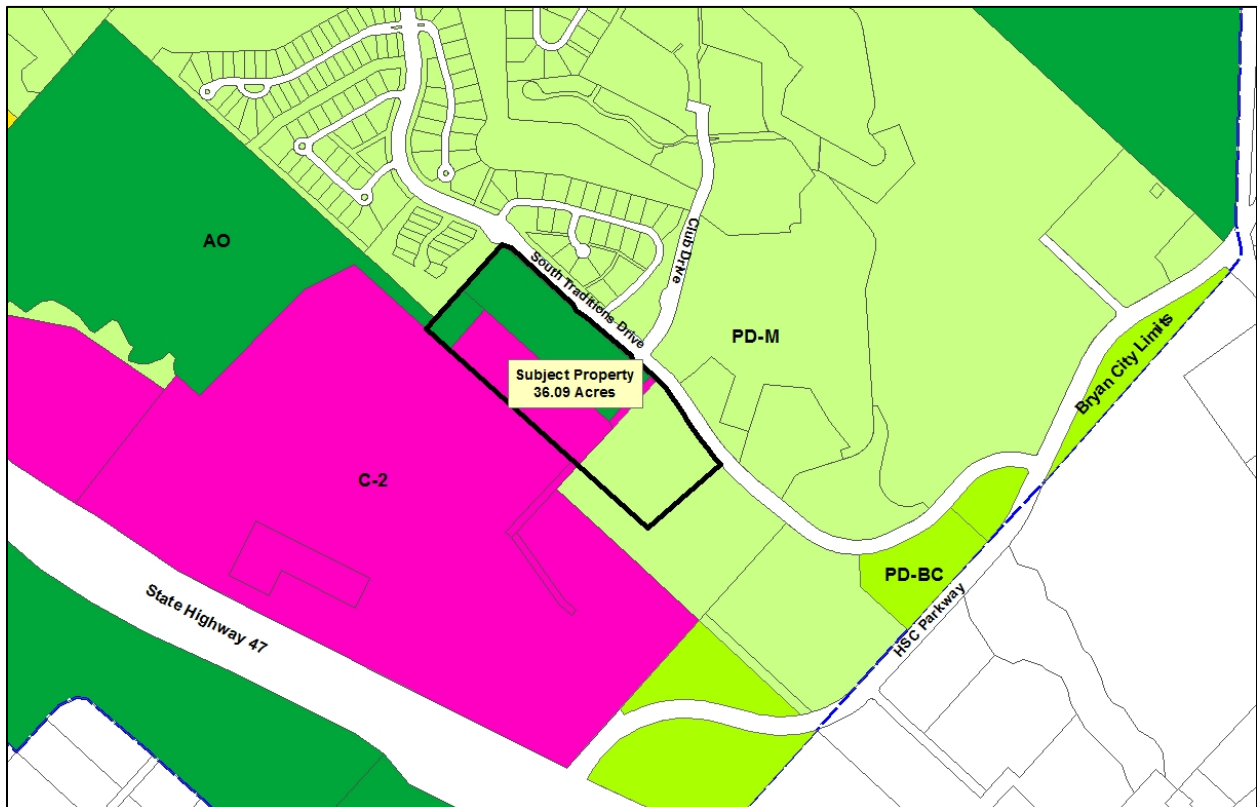 AO
South Traditions Drive
Club Drive
PD-M
Subject Property
36.09 Acres
Bryan City Limits
C-2
PD-BC
HSC Parkway
State Highway 47